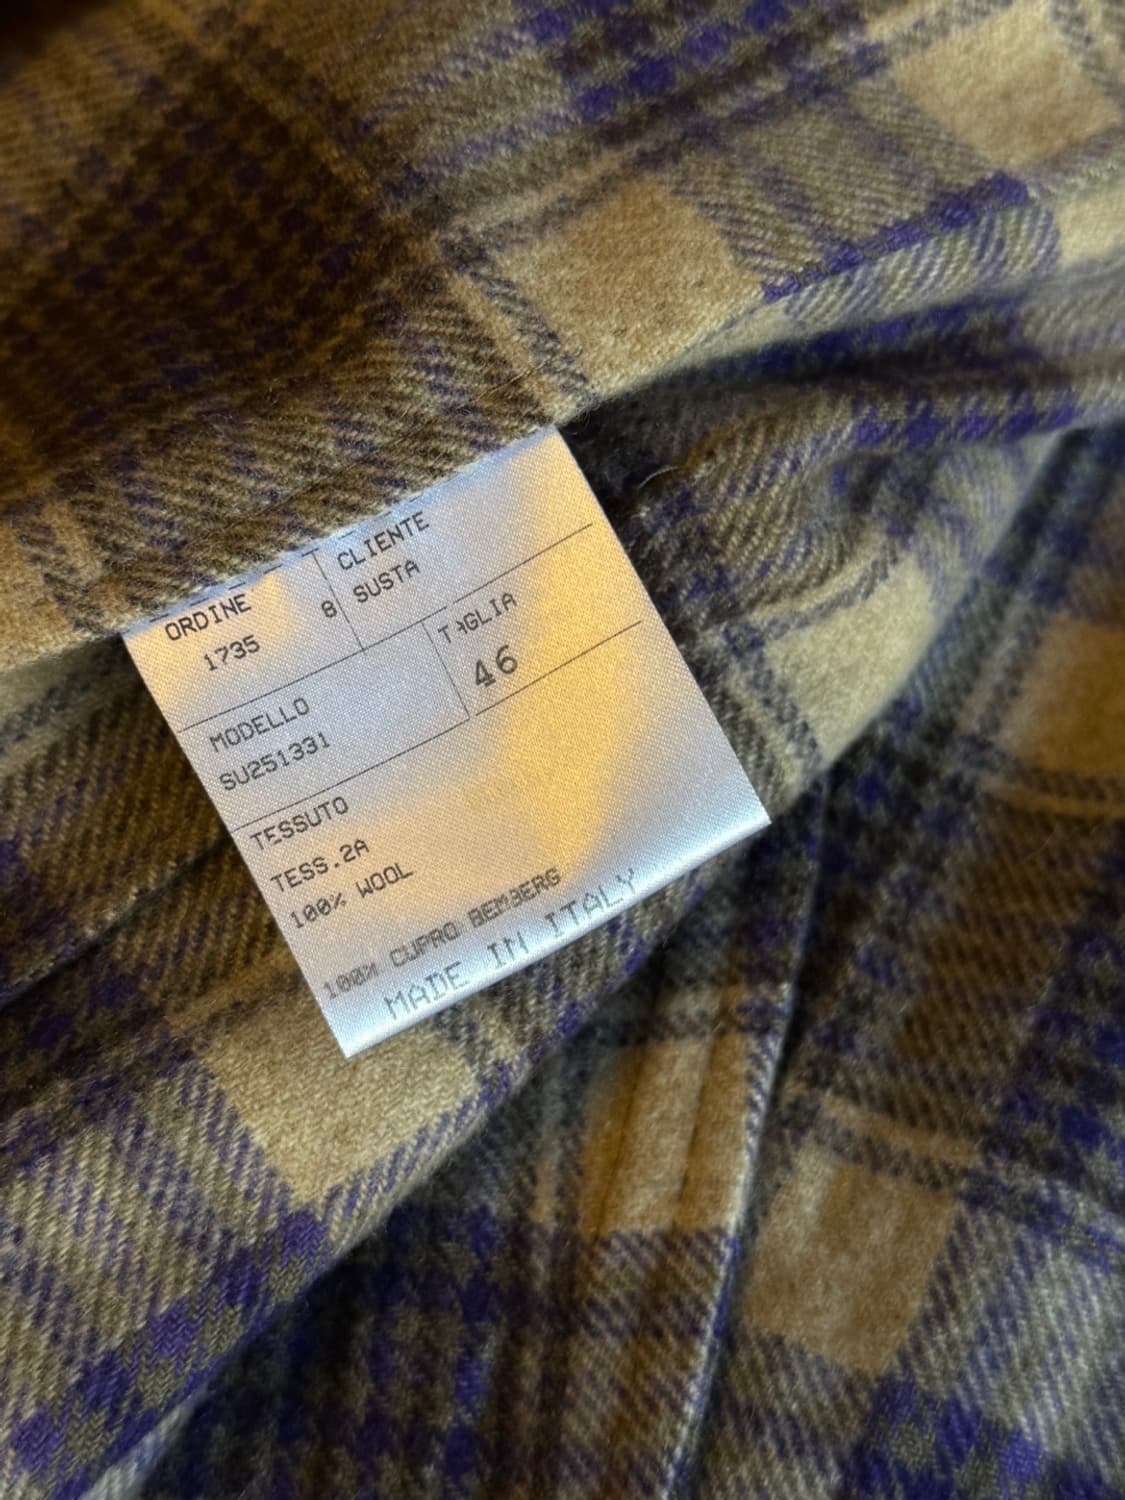 ORDINE 8 CLIENTE
1735 SUSTA
MODELLO TAGLIA
SU251331 46
TESSUTO
TESS.2A
100% WOOL
100% CUPRO BEMBERG
MADE IN ITALY